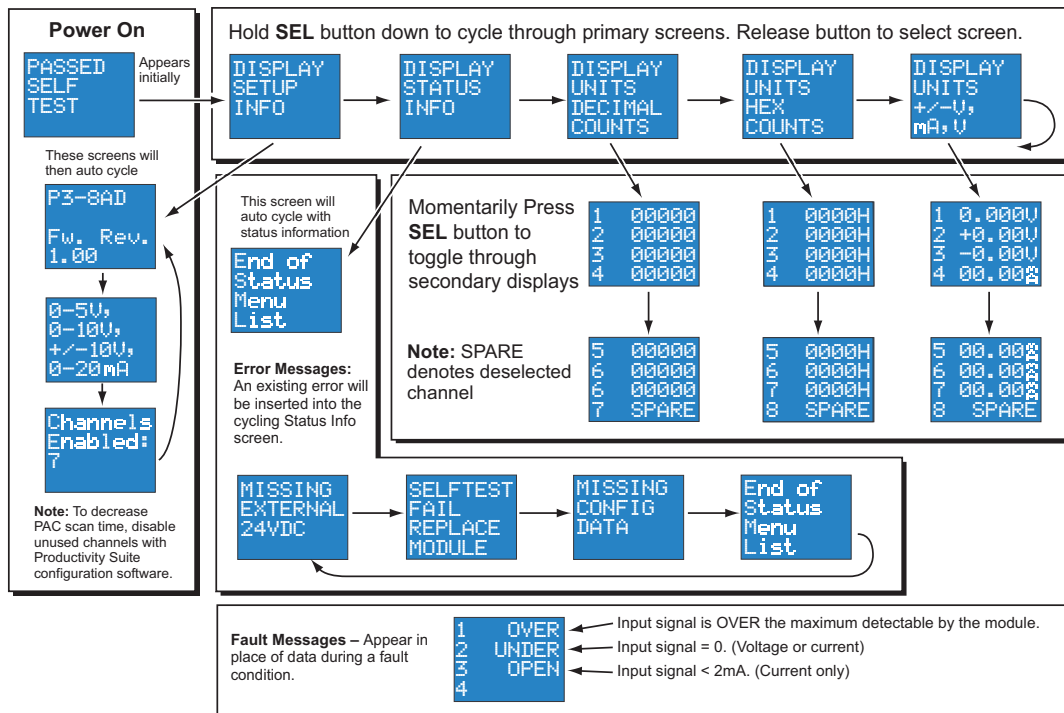 Power On
PASSED
SELF
TEST
Appears
initially
These screens will
then auto cycle
P3-8AD
Fw. Rev.
1.00
0-5V,
0-10V,
+/-10V,
0-20mA
Channels
Enabled:
7
Note: To decrease
PAC scan time, disable
unused channels with
Productivity Suite
configuration software.
Hold SEL button down to cycle through primary screens. Release button to select screen.
DISPLAY
SETUP
INFO
DISPLAY
STATUS
INFO
DISPLAY
UNITS
DECIMAL
COUNTS
DISPLAY
UNITS
HEX
COUNTS
DISPLAY
UNITS
+/-V,
mA,V
This screen will
auto cycle with
status information
End of
Status
Menu
List
Error Messages:
An existing error will
be inserted into the
cycling Status Info
screen.
Momentarily Press
SEL button to
toggle through
secondary displays
Note: SPARE
denotes deselected
channel
1 00000
2 00000
3 00000
4 00000
1 0000H
2 0000H
3 0000H
4 0000H
1 0.000V
2 +0.00V
3 -0.00V
4 00.00mA
5 00000
6 00000
6 00000
7 SPARE
5 0000H
6 0000H
7 0000H
8 SPARE
5 00.00mA
6 00.00mA
7 00.00mA
8 SPARE
MISSING
EXTERNAL
24VDC
SELFTEST
FAIL
REPLACE
MODULE
MISSING
CONFIG
DATA
End of
Status
Menu
List
Fault Messages – Appear in
place of data during a fault
condition.
1 OVER
2 UNDER
3 OPEN
4
Input signal is OVER the maximum detectable by the module.
Input signal = 0. (Voltage or current)
Input signal < 2mA. (Current only)